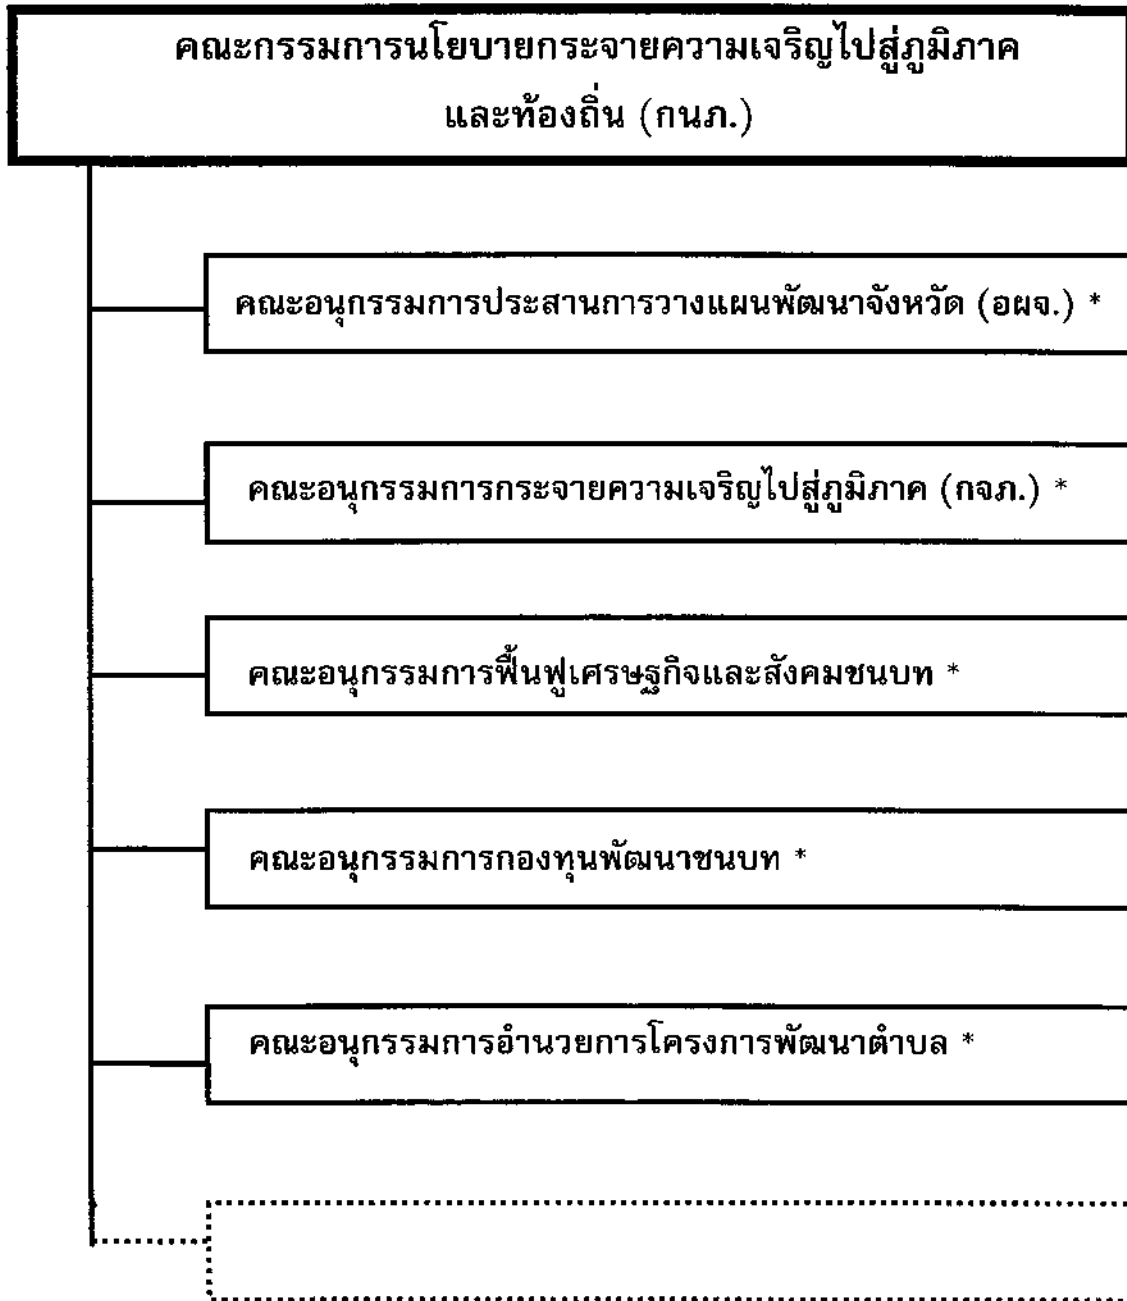 คณะกรรมการนโยบายกระจายความเจริญไปสู่ภูมิภาค
และท้องถิ่น (กนภ.)
คณะอนุกรรมการประสานการวางแผนพัฒนาจังหวัด (อผจ.) *
คณะอนุกรรมการกระจายความเจริญไปสู่ภูมิภาค (กจภ.) *
คณะอนุกรรมการฟื้นฟูเศรษฐกิจและสังคมชนบท *
คณะอนุกรรมการกองทุนพัฒนาชนบท *
คณะอนุกรรมการอำนวยการโครงการพัฒนาตำบล *